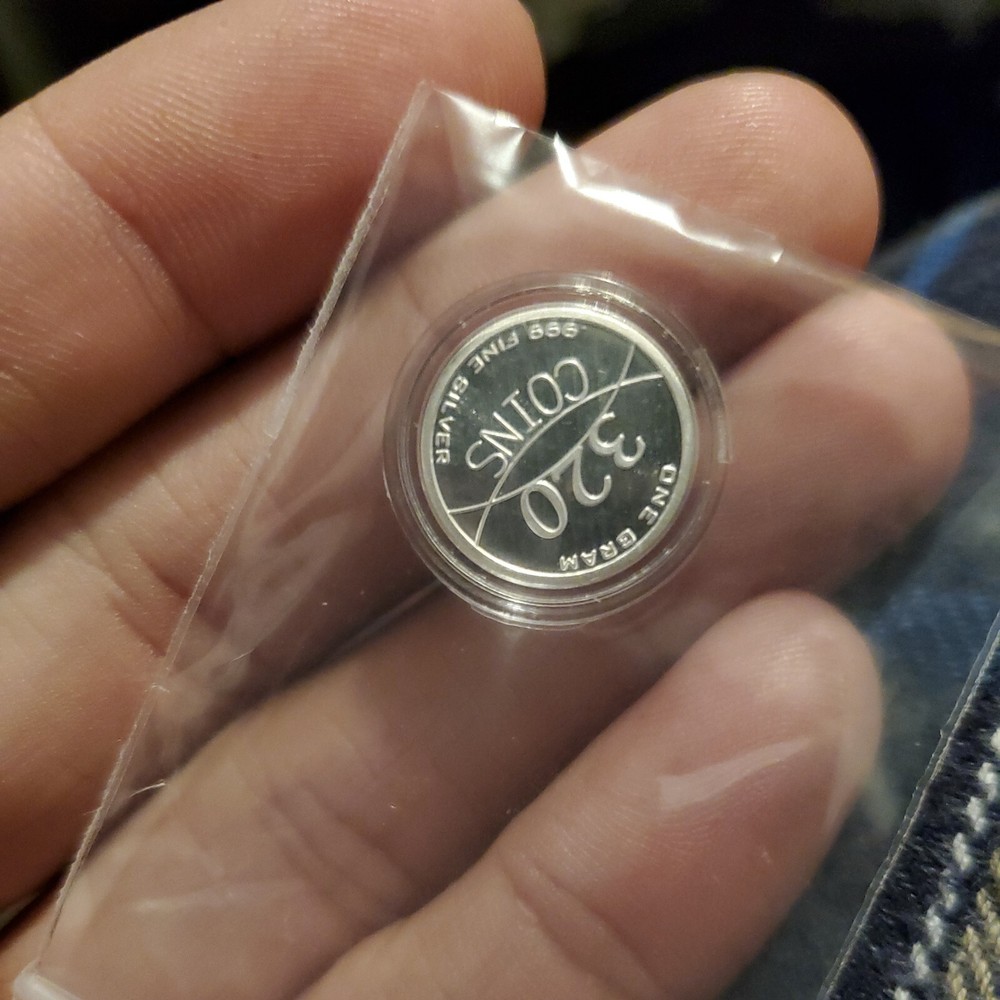 ONE GRAM
320
COINS
.999 FINE SILVER